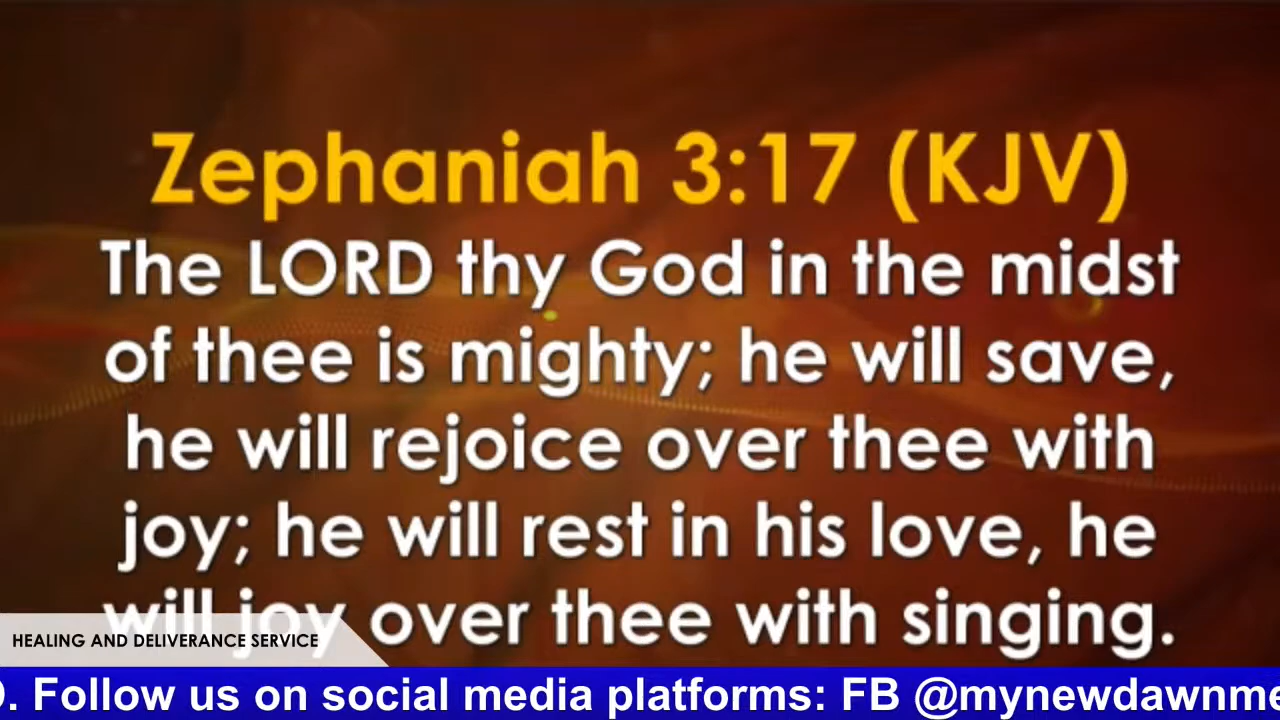 Zephaniah 3:17 (KJV)
The LORD thy God in the midst
of thee is mighty; he will save,
he will rejoice over thee with
joy; he will rest in his love, he
will joy over thee with singing.
HEALING AND DELIVERANCE SERVICE
. Follow us on social media platforms: FB @mynewdawnme